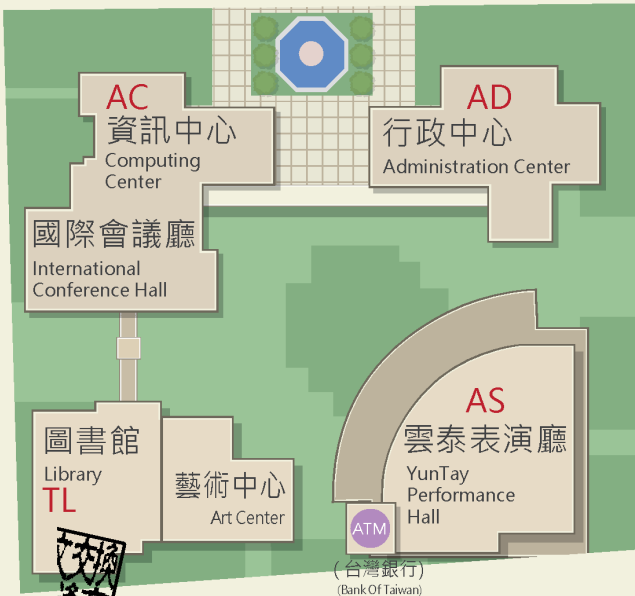 AC
資訊中心
Computing
Center
AD
行政中心
Administration Center
國際會議廳
International
Conference Hall
AS
雲泰表演廳
YunTay
Performance
Hall
圖書館
Library
TL
藝術中心
Art Center
ATM
(台灣銀行)
(Bank Of Taiwan)
交換